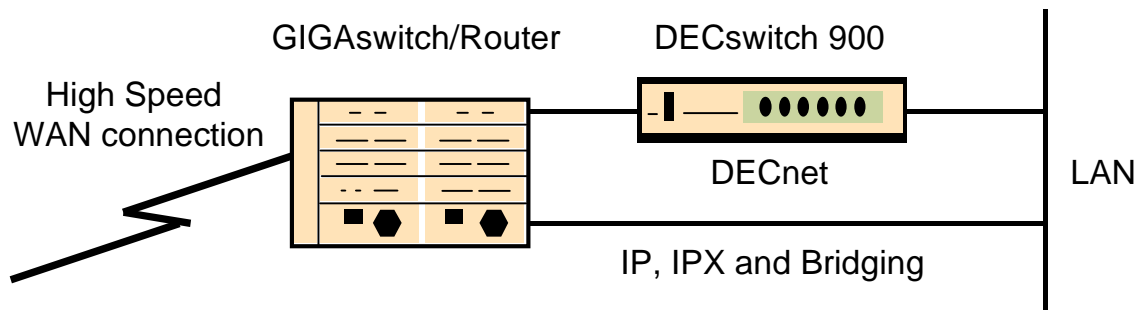 GIGAswitch/Router
DECswitch 900
High Speed
WAN connection
DECnet
LAN
IP, IPX and Bridging